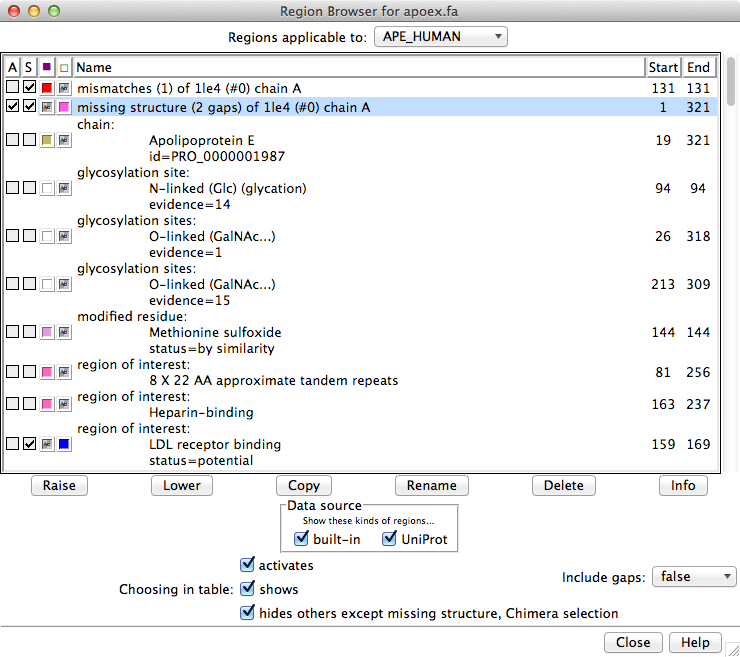 Region Browser for apoex.fa
Regions applicable to: APE_HUMAN
A S Name Start End
mismatches (1) of 1le4 (#0) chain A 131 131
missing structure (2 gaps) of 1le4 (#0) chain A 1 321
chain:
Apolipoprotein E 19 321
id=PRO_0000001987
glycosylation site:
N-linked (Glc) (glycation) 94 94
evidence=14
glycosylation sites:
O-linked (GalNAc...) 26 318
evidence=1
glycosylation sites:
O-linked (GalNAc...) 213 309
evidence=15
modified residue:
Methionine sulfoxide 144 144
status=by similarity
region of interest:
8 X 22 AA approximate tandem repeats 81 256
region of interest:
Heparin-binding 163 237
region of interest:
LDL receptor binding 159 169
status=potential
Raise Lower Copy Rename Delete Info
Data source
Show these kinds of regions...
built-in UniProt
activates
Choosing in table: shows
Include gaps: false
hides others except missing structure, Chimera selection
Close Help